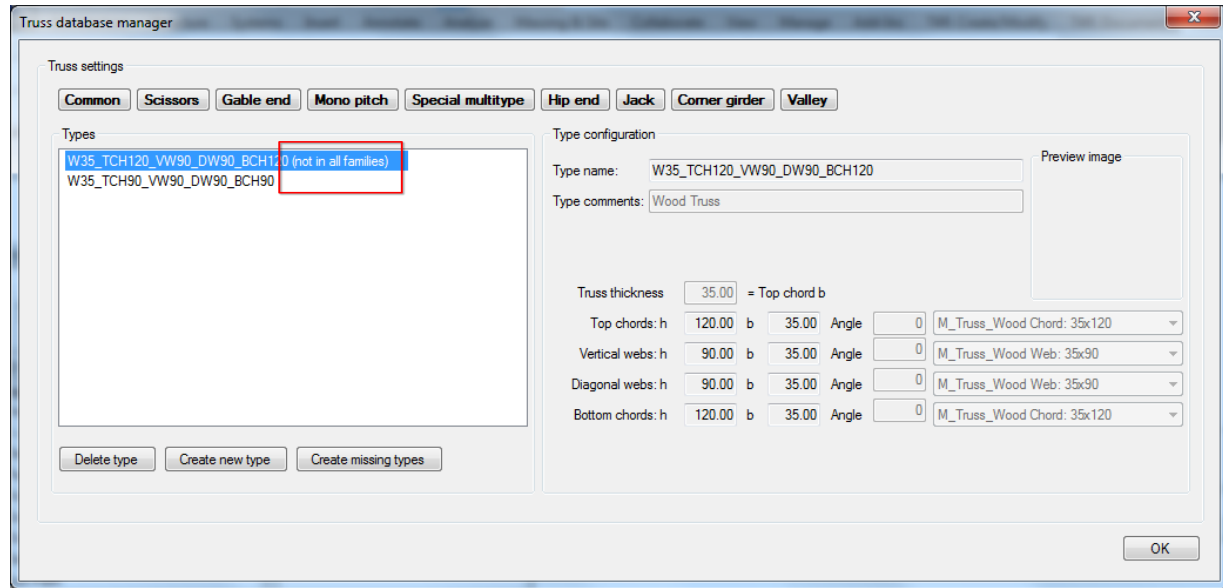 Truss database manager
Truss settings
Common Scissors Gable end Mono pitch Special multitype Hip end Jack Corner girder Valley
Types
W35_TCH120_VW90_DW90_BCH120 (not in all families)
W35_TCH90_VW90_DW90_BCH90
Delete type Create new type Create missing types
Type configuration
Type name: W35_TCH120_VW90_DW90_BCH120
Type comments: Wood Truss
Preview image
Truss thickness 35.00 = Top chord b
Top chords: h 120.00 b 35.00 Angle 0 M_Truss_Wood Chord: 35x120
Vertical webs: h 90.00 b 35.00 Angle 0 M_Truss_Wood Web: 35x90
Diagonal webs: h 90.00 b 35.00 Angle 0 M_Truss_Wood Web: 35x90
Bottom chords: h 120.00 b 35.00 Angle 0 M_Truss_Wood Chord: 35x120
OK